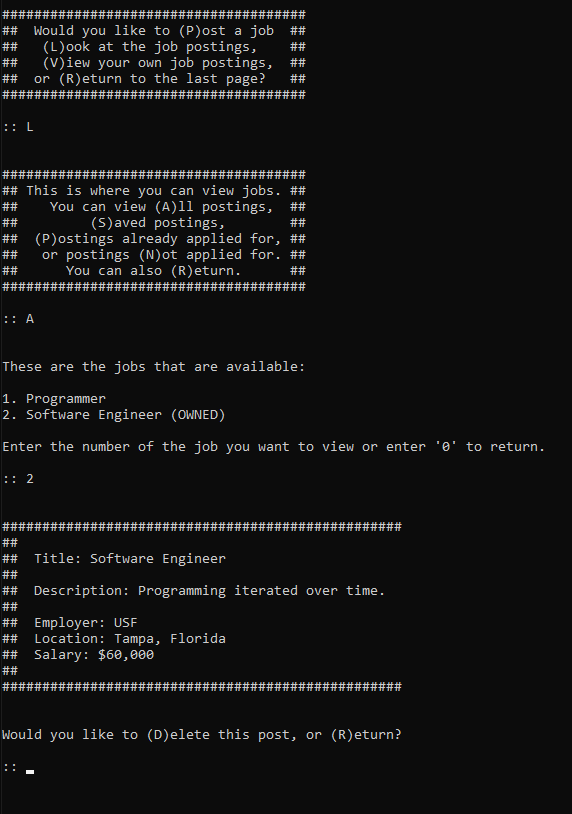 ######################################
##  Would you like to (P)ost a job  ##
##   (L)ook at the job postings,    ##
##   (V)iew your own job postings,  ##
##  or (R)eturn to the last page?   ##
######################################
:: L
######################################
## This is where you can view jobs. ##
##    You can view (A)ll postings,  ##
##         (S)aved postings,        ##
##  (P)ostings already applied for, ##
##   or postings (N)ot applied for. ##
##      You can also (R)eturn.      ##
######################################
:: A
These are the jobs that are available:
1. Programmer
2. Software Engineer (OWNED)
Enter the number of the job you want to view or enter '0' to return.
:: 2
##################################################
##
##  Title: Software Engineer
##
##  Description: Programming iterated over time.
##
##  Employer: USF
##  Location: Tampa, Florida
##  Salary: $60,000
##
##################################################
Would you like to (D)elete this post, or (R)eturn?
::